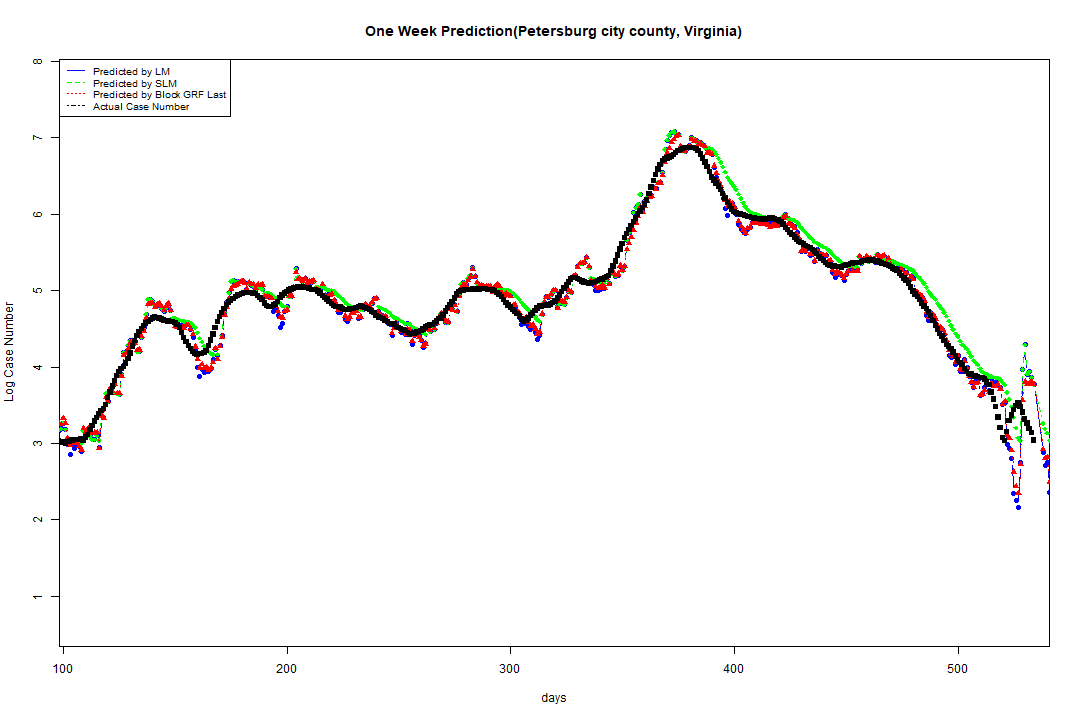 One Week Prediction(Petersburg city county, Virginia)
Predicted by LM
Predicted by SLM
Predicted by Block GRF Last
Actual Case Number
8
7
6
5
4
3
2
1
Log Case Number
100 200 300 400 500
days